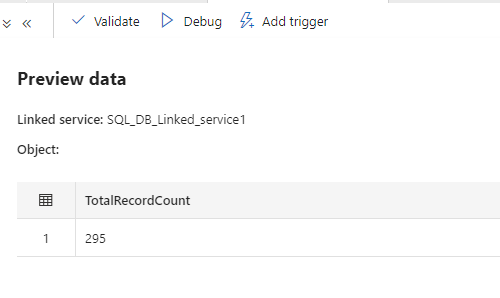 Validate Debug Add trigger
Preview data
Linked service: SQL_DB_Linked_service1
Object:
TotalRecordCount
1 295